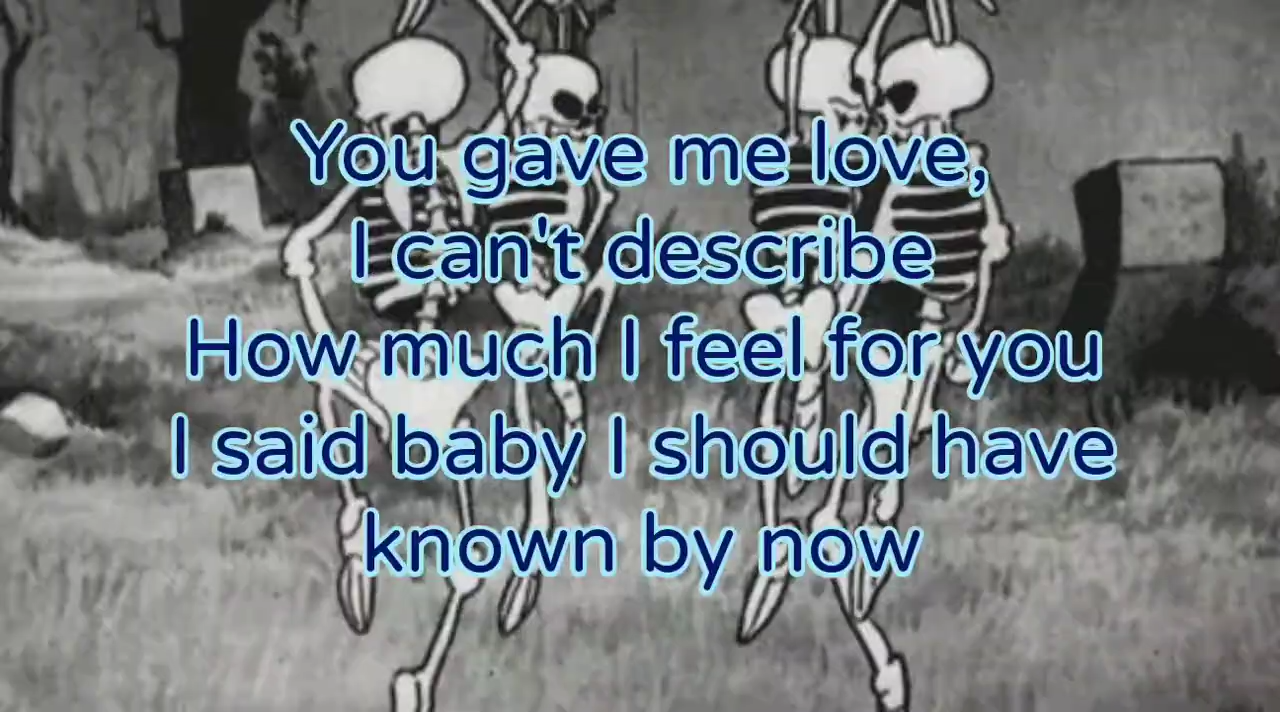 You gave me love,
I can't describe
How much I feel for you
I said baby I should have
known by now